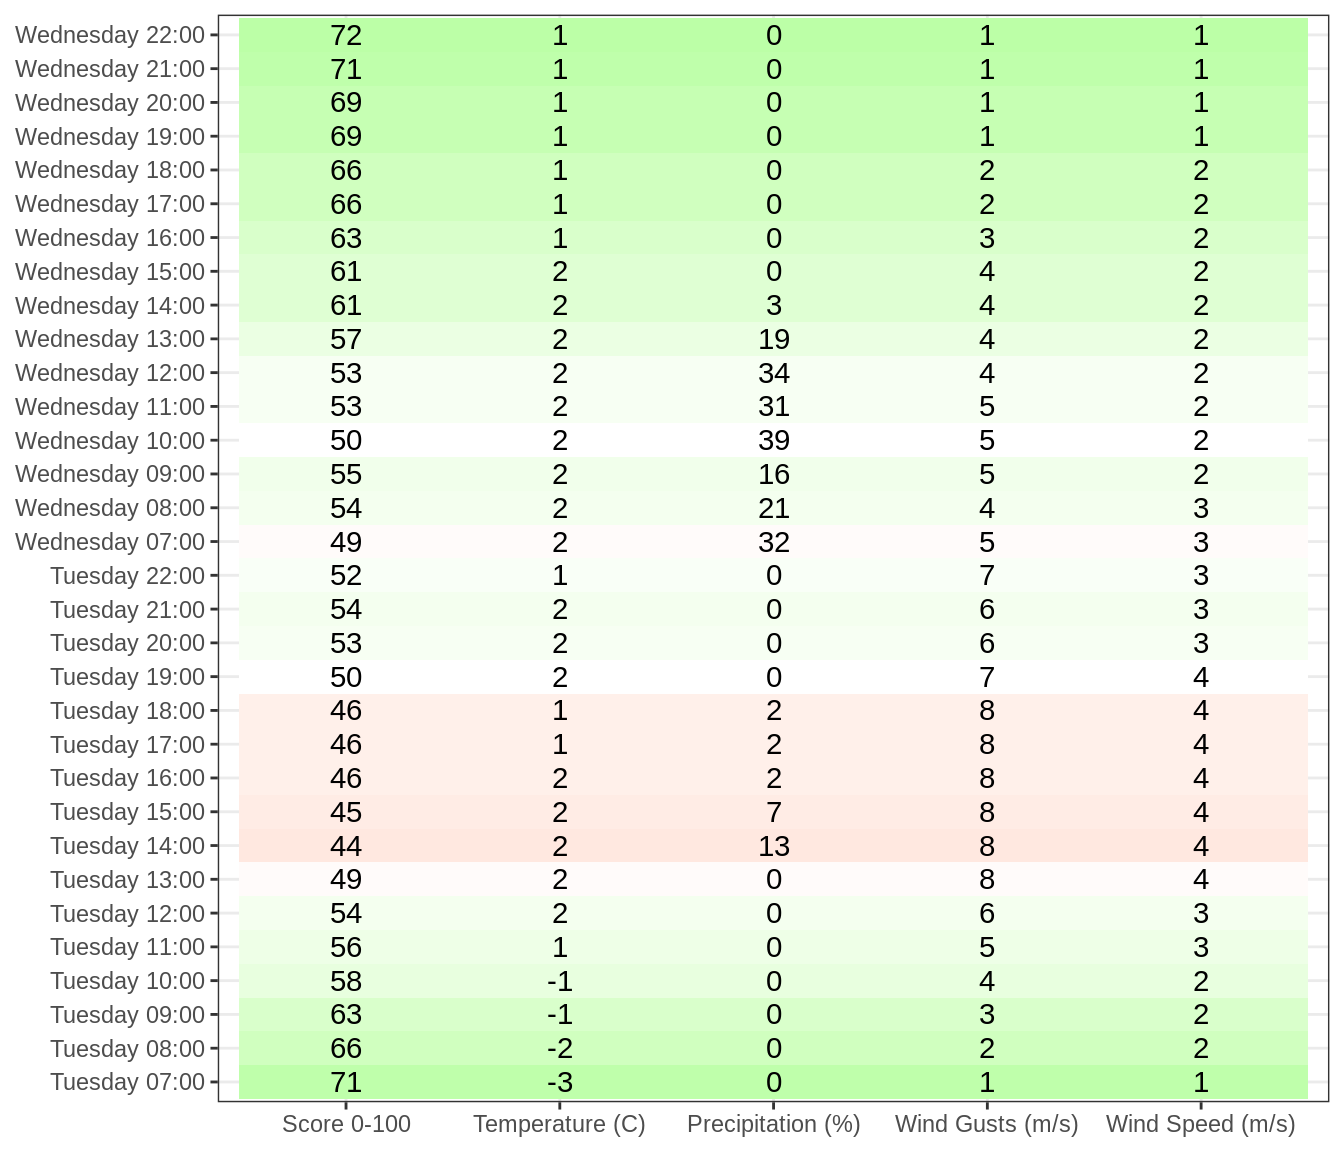 Wednesday 22:00 72 1 0 1 1
Wednesday 21:00 71 1 0 1 1
Wednesday 20:00 69 1 0 1 1
Wednesday 19:00 69 1 0 1 1
Wednesday 18:00 66 1 0 2 2
Wednesday 17:00 66 1 0 2 2
Wednesday 16:00 63 1 0 3 2
Wednesday 15:00 61 2 0 4 2
Wednesday 14:00 61 2 3 4 2
Wednesday 13:00 57 2 19 4 2
Wednesday 12:00 53 2 34 4 2
Wednesday 11:00 53 2 31 5 2
Wednesday 10:00 50 2 39 5 2
Wednesday 09:00 55 2 16 5 2
Wednesday 08:00 54 2 21 4 3
Wednesday 07:00 49 2 32 5 3
Tuesday 22:00 52 1 0 7 3
Tuesday 21:00 54 2 0 6 3
Tuesday 20:00 53 2 0 6 3
Tuesday 19:00 50 2 0 7 4
Tuesday 18:00 46 1 2 8 4
Tuesday 17:00 46 1 2 8 4
Tuesday 16:00 46 2 2 8 4
Tuesday 15:00 45 2 7 8 4
Tuesday 14:00 44 2 13 8 4
Tuesday 13:00 49 2 0 8 4
Tuesday 12:00 54 2 0 6 3
Tuesday 11:00 56 1 0 5 3
Tuesday 10:00 58 -1 0 4 2
Tuesday 09:00 63 -1 0 3 2
Tuesday 08:00 66 -2 0 2 2
Tuesday 07:00 71 -3 0 1 1
Score 0-100 Temperature (C) Precipitation (%) Wind Gusts (m/s) Wind Speed (m/s)